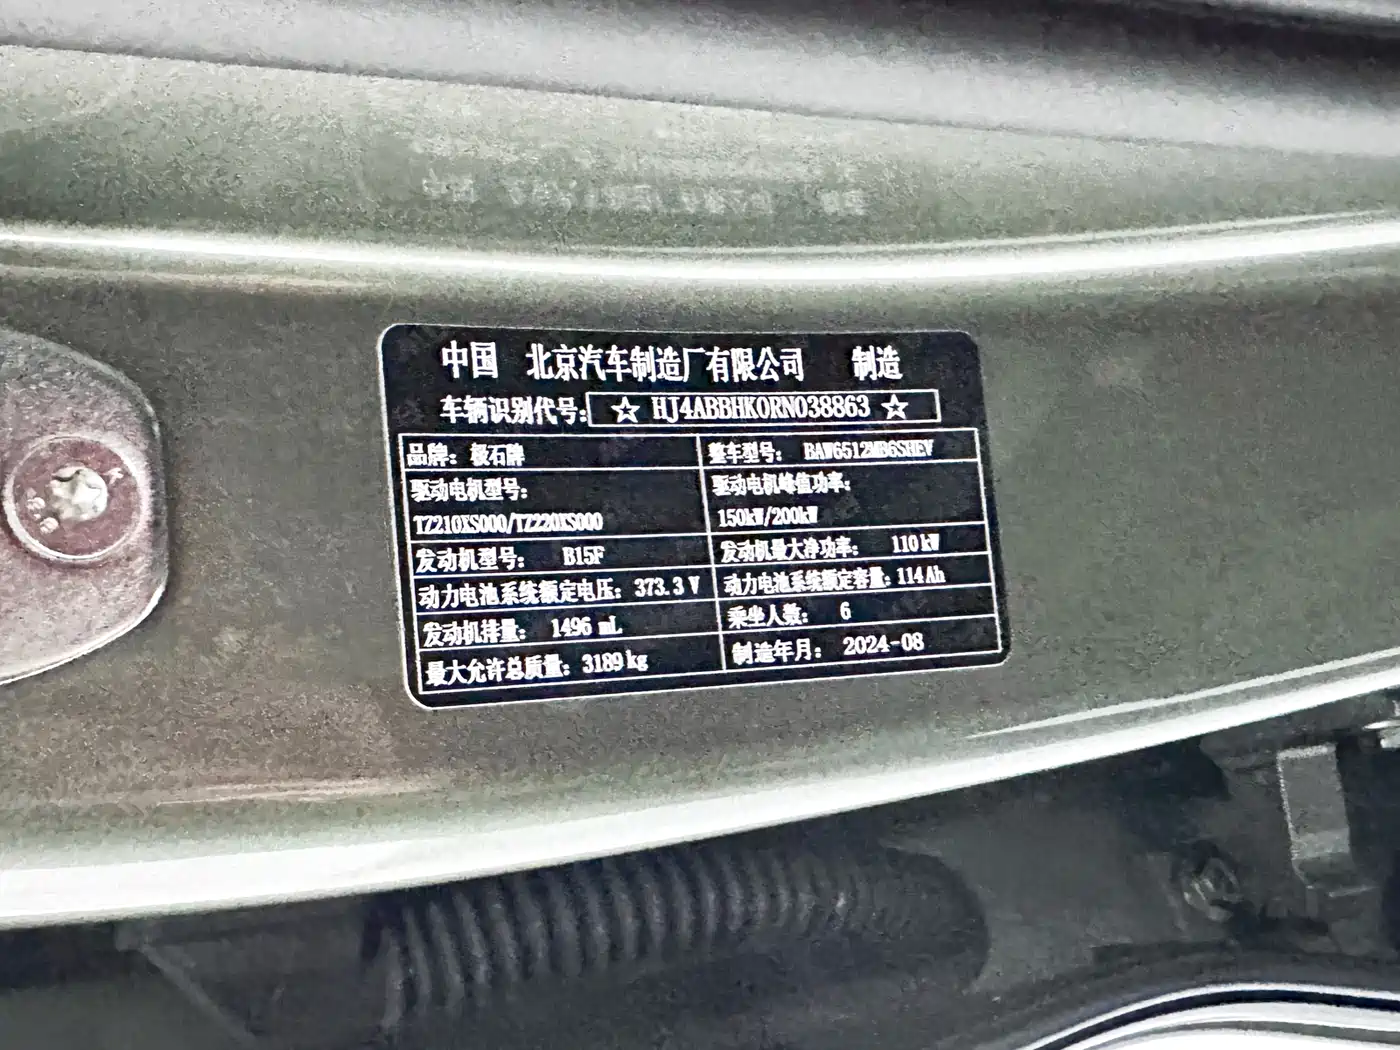 中国 北京汽车制造厂有限公司 制造
车辆识别代号: ☆ HJ4ABBHK0RN038863 ☆
品牌: 极石牌
整车型号: BAW6512MB6SHEV
驱动电机型号:
TZ210XS000/TZ220XS000
驱动电机峰值功率:
150kW/200kW
发动机型号: B15F
发动机最大净功率: 110kW
动力电池系统额定电压: 373.3V
动力电池系统额定容量: 114Ah
发动机排量: 1496 mL
乘坐人数: 6
最大允许总质量: 3189kg
制造年月: 2024-08